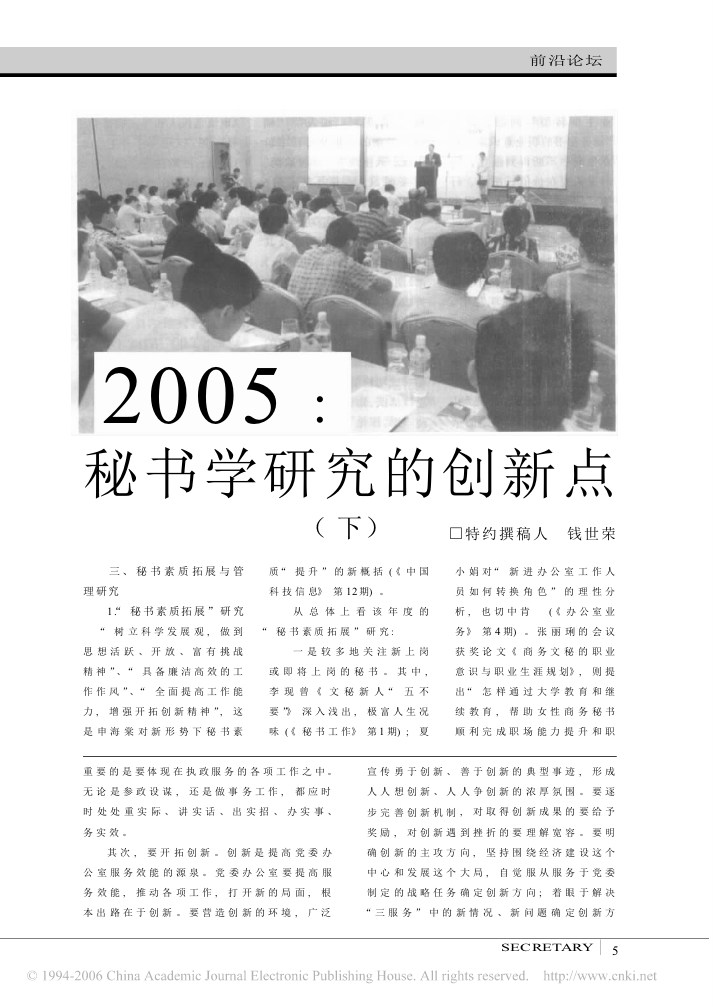 前沿论坛
2005：
秘书学研究的创新点
（下）
□特约撰稿人　钱世荣
三、秘书素质拓展与管
理研究
1.“秘书素质拓展”研究
“树立科学发展观，做到
思想活跃、开放、富有挑战
精神”、“具备廉洁高效的工
作作风”、“全面提高工作能
力，增强开拓创新精神”，这
是申海棠对新形势下秘书素
质“提升”的新概括(《中国
科技信息》第12期)。
从总体上看该年度的
“秘书素质拓展”研究：
一是较多地关注新上岗
或即将上岗的秘书。其中，
李现曾《文秘新人“五不
要”》深入浅出，极富人生况
味(《秘书工作》第1期)；夏
小娟对“新进办公室工作人
员如何转换角色”的理性分
析，也切中肯　(《办公室业
务》第4期)。张丽琍的会议
获奖论文《商务文秘的职业
意识与职业生涯规划》，则提
出“怎样通过大学教育和继
续教育，帮助女性商务秘书
顺利完成职场能力提升和职
重要的是要体现在执政服务的各项工作之中。
无论是参政设谋，还是做事务工作，都应时
时处处重实际、讲实话、出实招、办实事、
务实效。
其次，要开拓创新。创新是提高党委办
公室服务效能的源泉。党委办公室要提高服
务效能，推动各项工作，打开新的局面，根
本出路在于创新。要营造创新的环境，广泛
宣传勇于创新、善于创新的典型事迹，形成
人人想创新、人人争创新的浓厚氛围。要逐
步完善创新机制，对取得创新成果的要给予
奖励，对创新遇到挫折的要理解宽容。要明
确创新的主攻方向，坚持围绕经济建设这个
中心和发展这个大局，自觉服从服务于党委
制定的战略任务确定创新方向；着眼于解决
“三服务”中的新情况、新问题确定创新方
SECRETARY 5
© 1994-2006 China Academic Journal Electronic Publishing House. All rights reserved. http://www.cnki.net